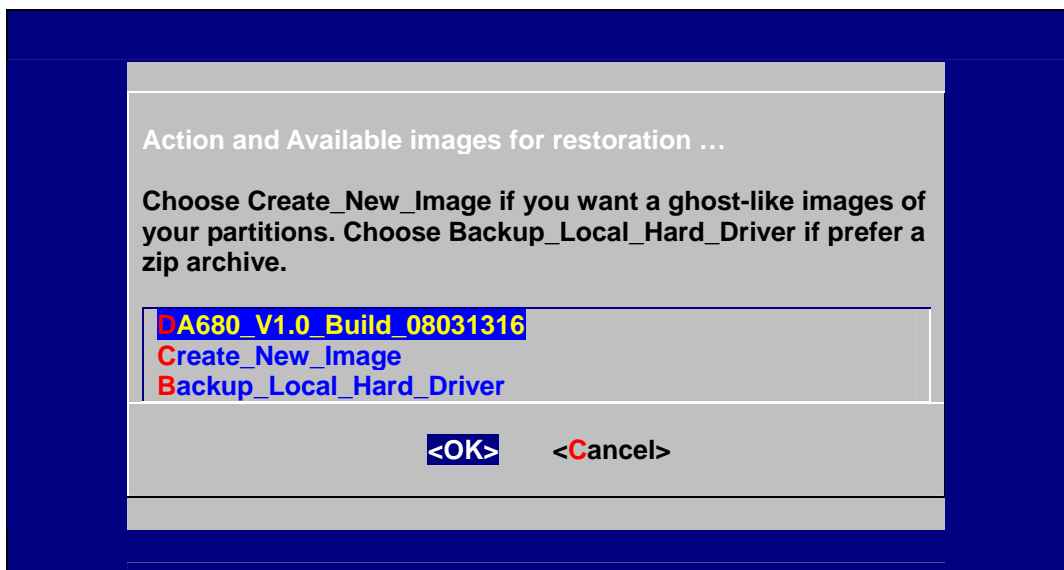 Action and Available images for restoration …
Choose Create_New_Image if you want a ghost-like images of
your partitions. Choose Backup_Local_Hard_Driver if prefer a
zip archive.
DA680_V1.0_Build_08031316
Create_New_Image
Backup_Local_Hard_Driver
<OK> <Cancel>